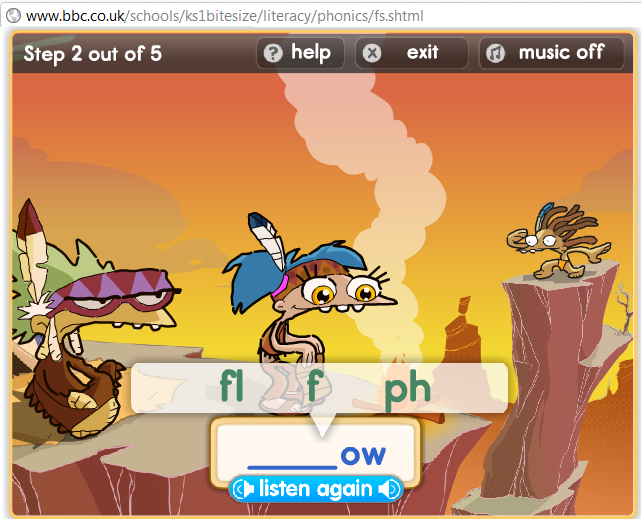 www.bbc.co.uk/schools/ks1bitesize/literacy/phonics/fs.shtml
Step 2 out of 5 ? help exit music off
fl f ph
______ow
listen again